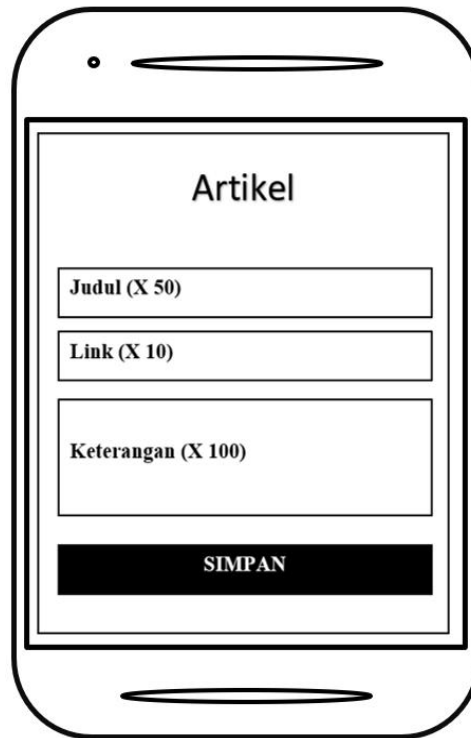 Artikel
Judul (X 50)
Link (X 10)
Keterangan (X 100)
SIMPAN